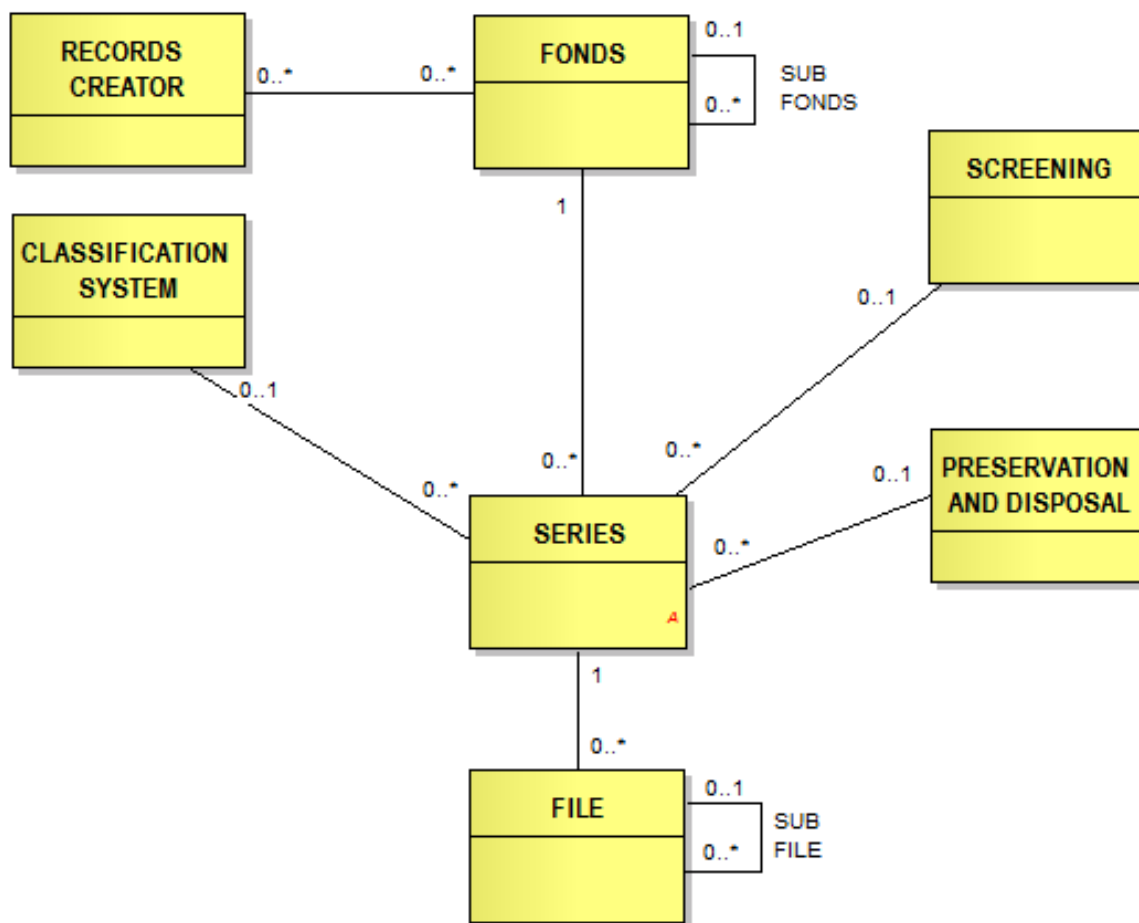 RECORDS
CREATOR
0..*
0..*
FONDS
0..1
0..*
SUB
FONDS
1
SCREENING
CLASSIFICATION
SYSTEM
0..1
0..1
0..*
0..*
0..*
SERIES
A
0..1
0..*
PRESERVATION
AND DISPOSAL
1
0..*
FILE
0..1
0..*
SUB
FILE